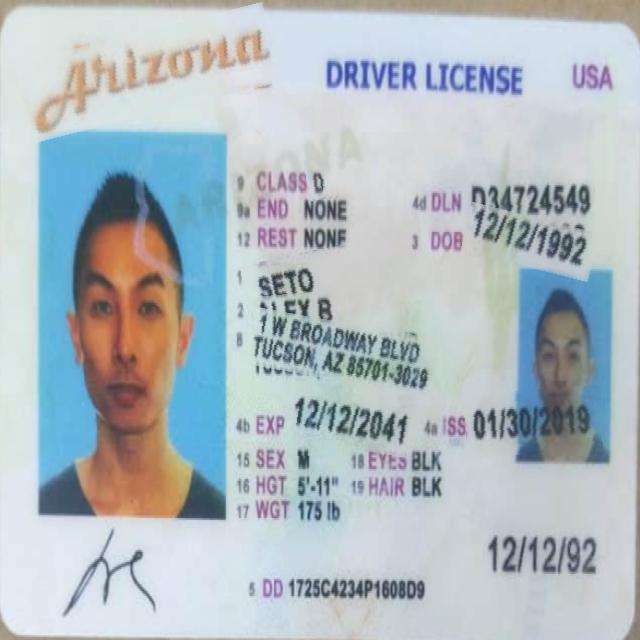 Arizona
DRIVER LICENSE USA
9 CLASS D
9a END NONE
4d DLN D34724549
12 REST NONE
3 DOB 12/12/1992
1 SETO
2 B
8 1 W BROADWAY BLVD
TUCSON, AZ 85701-3029
4b EXP 12/12/2041 4a ISS 01/30/2019
15 SEX M 18 EYES BLK
16 HGT 5'-11" 19 HAIR BLK
17 WGT 175 lb
12/12/92
5 DD 1725C4234P1608D9